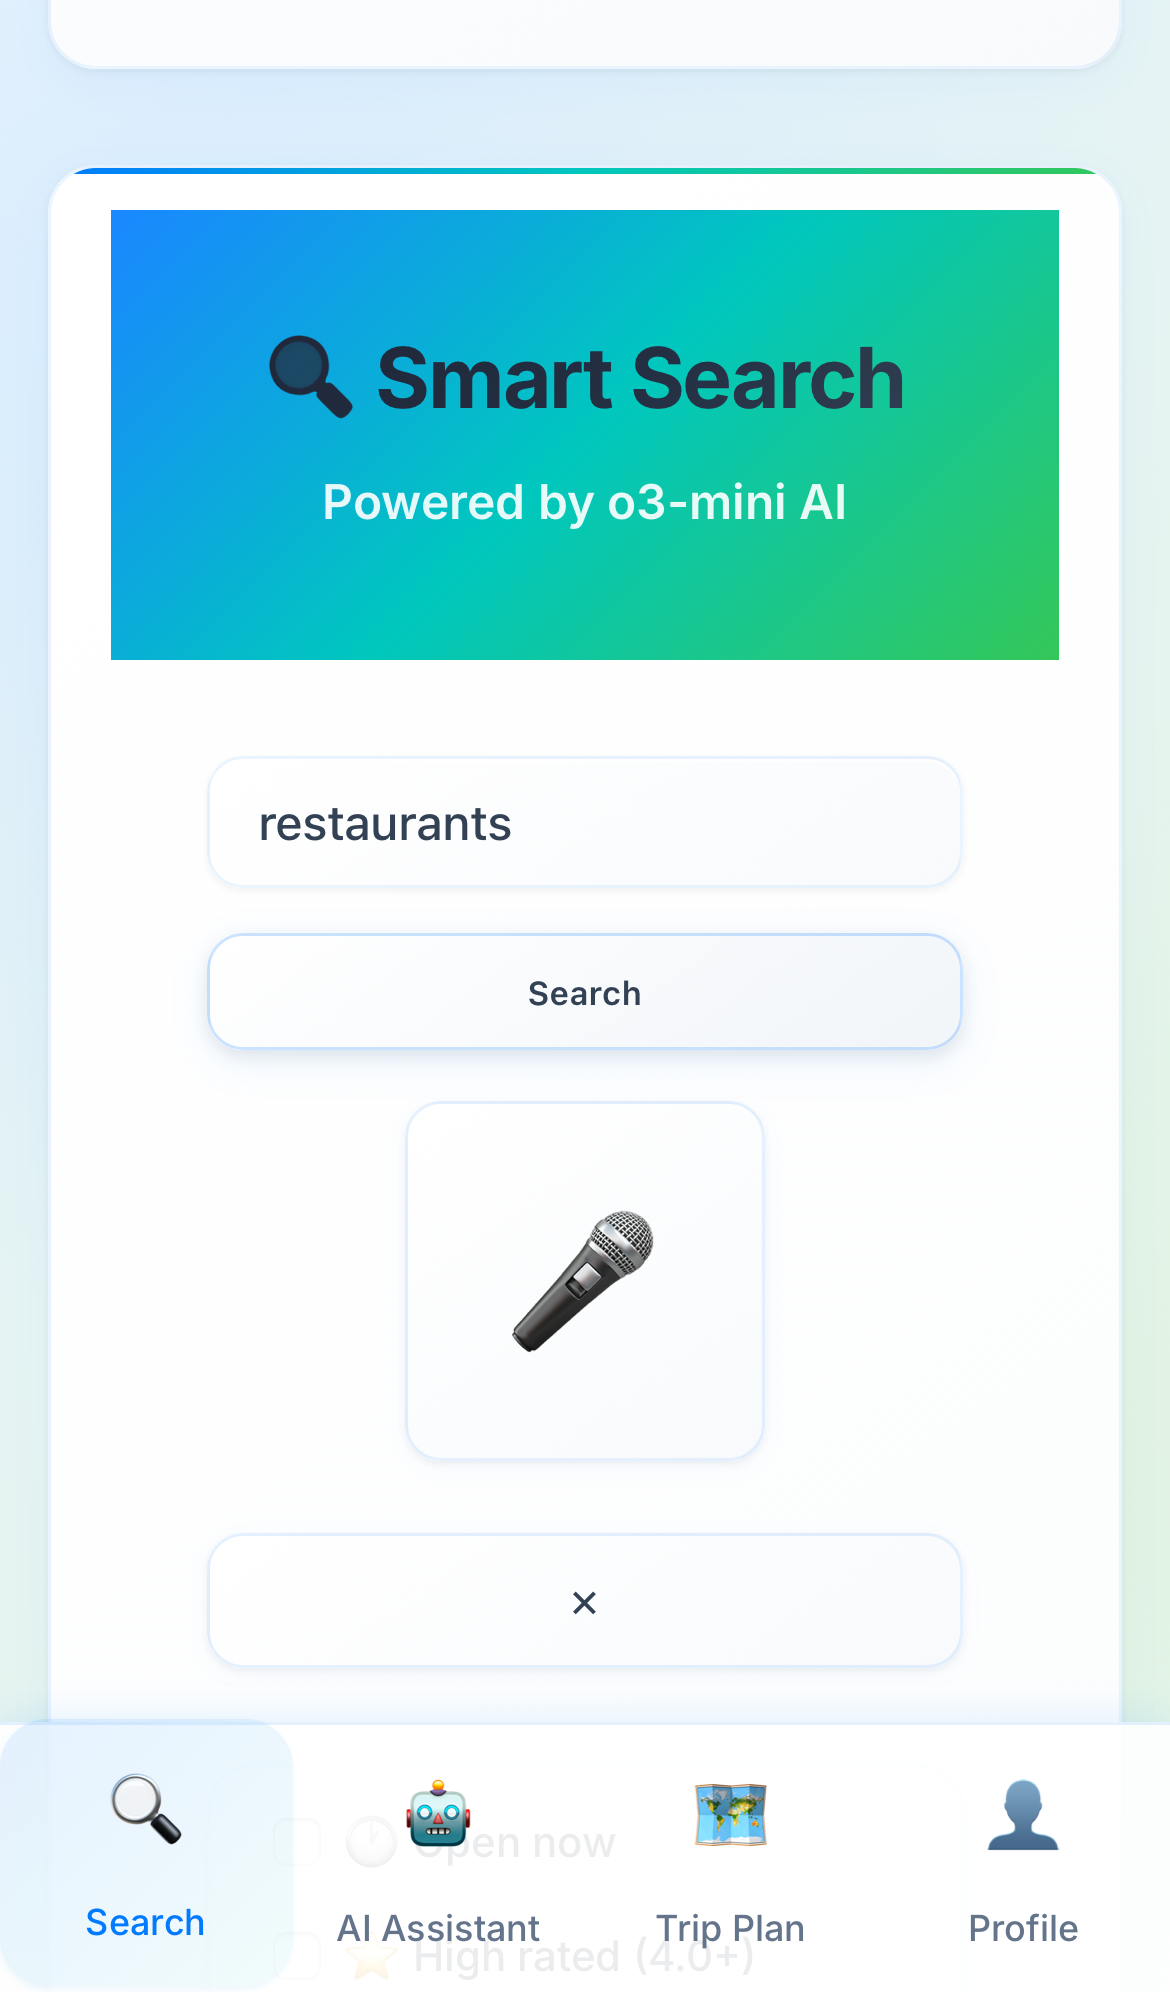 Smart Search
Powered by o3-mini AI
restaurants
Search
×
Open now
High rated (4.0+)
Search
AI Assistant
Trip Plan
Profile